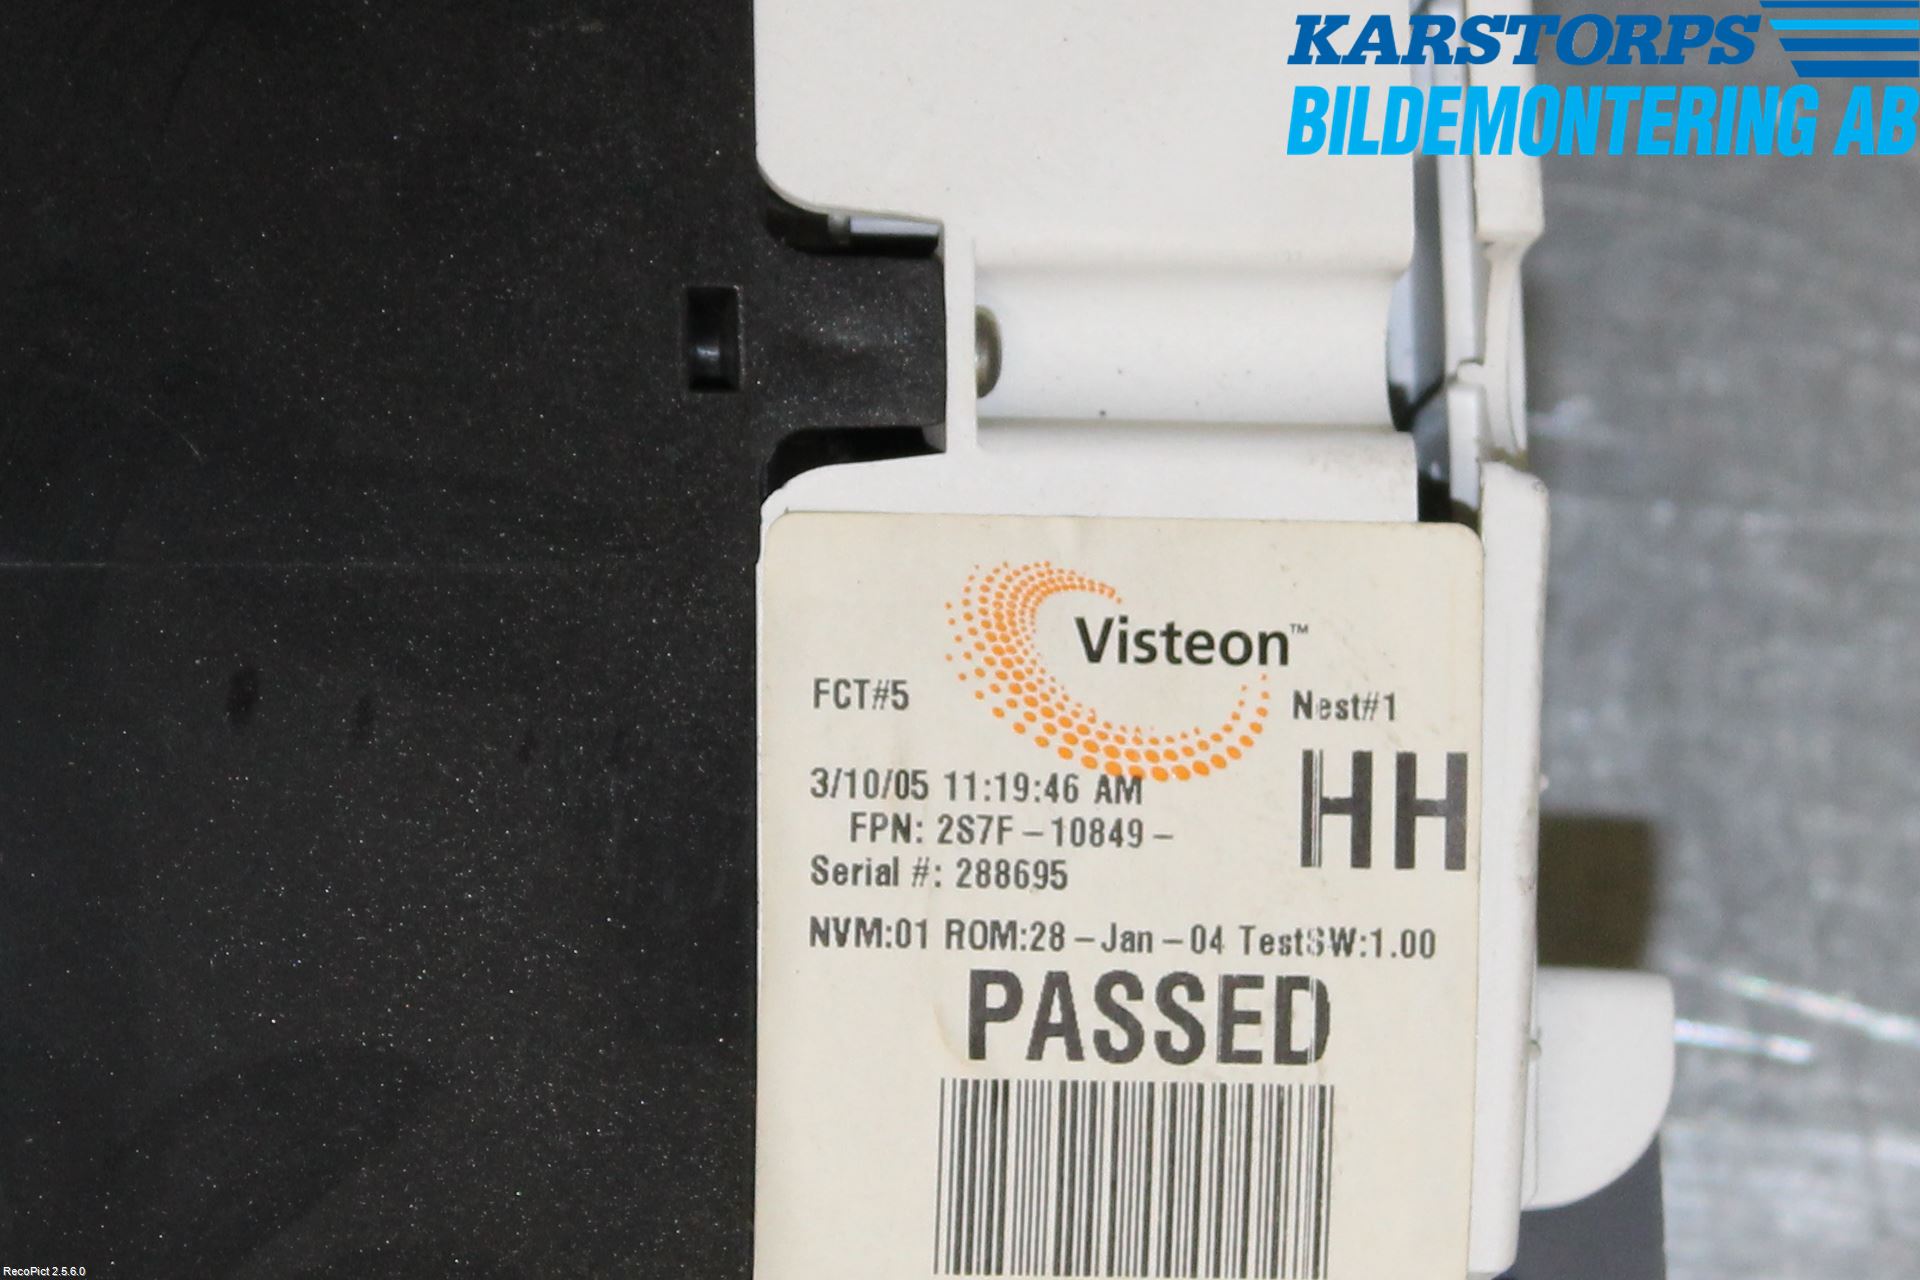 KARSTORPS
BILDEMONTERING AB
Visteon™
FCT#5
Nest#1
HH
3/10/05 11:19:46 AM
FPN: 2S7F-10849-
Serial #: 288695
NVM:01 ROM:28-Jan-04 TestSW:1.00
PASSED
RecoPict 2.5.6.0